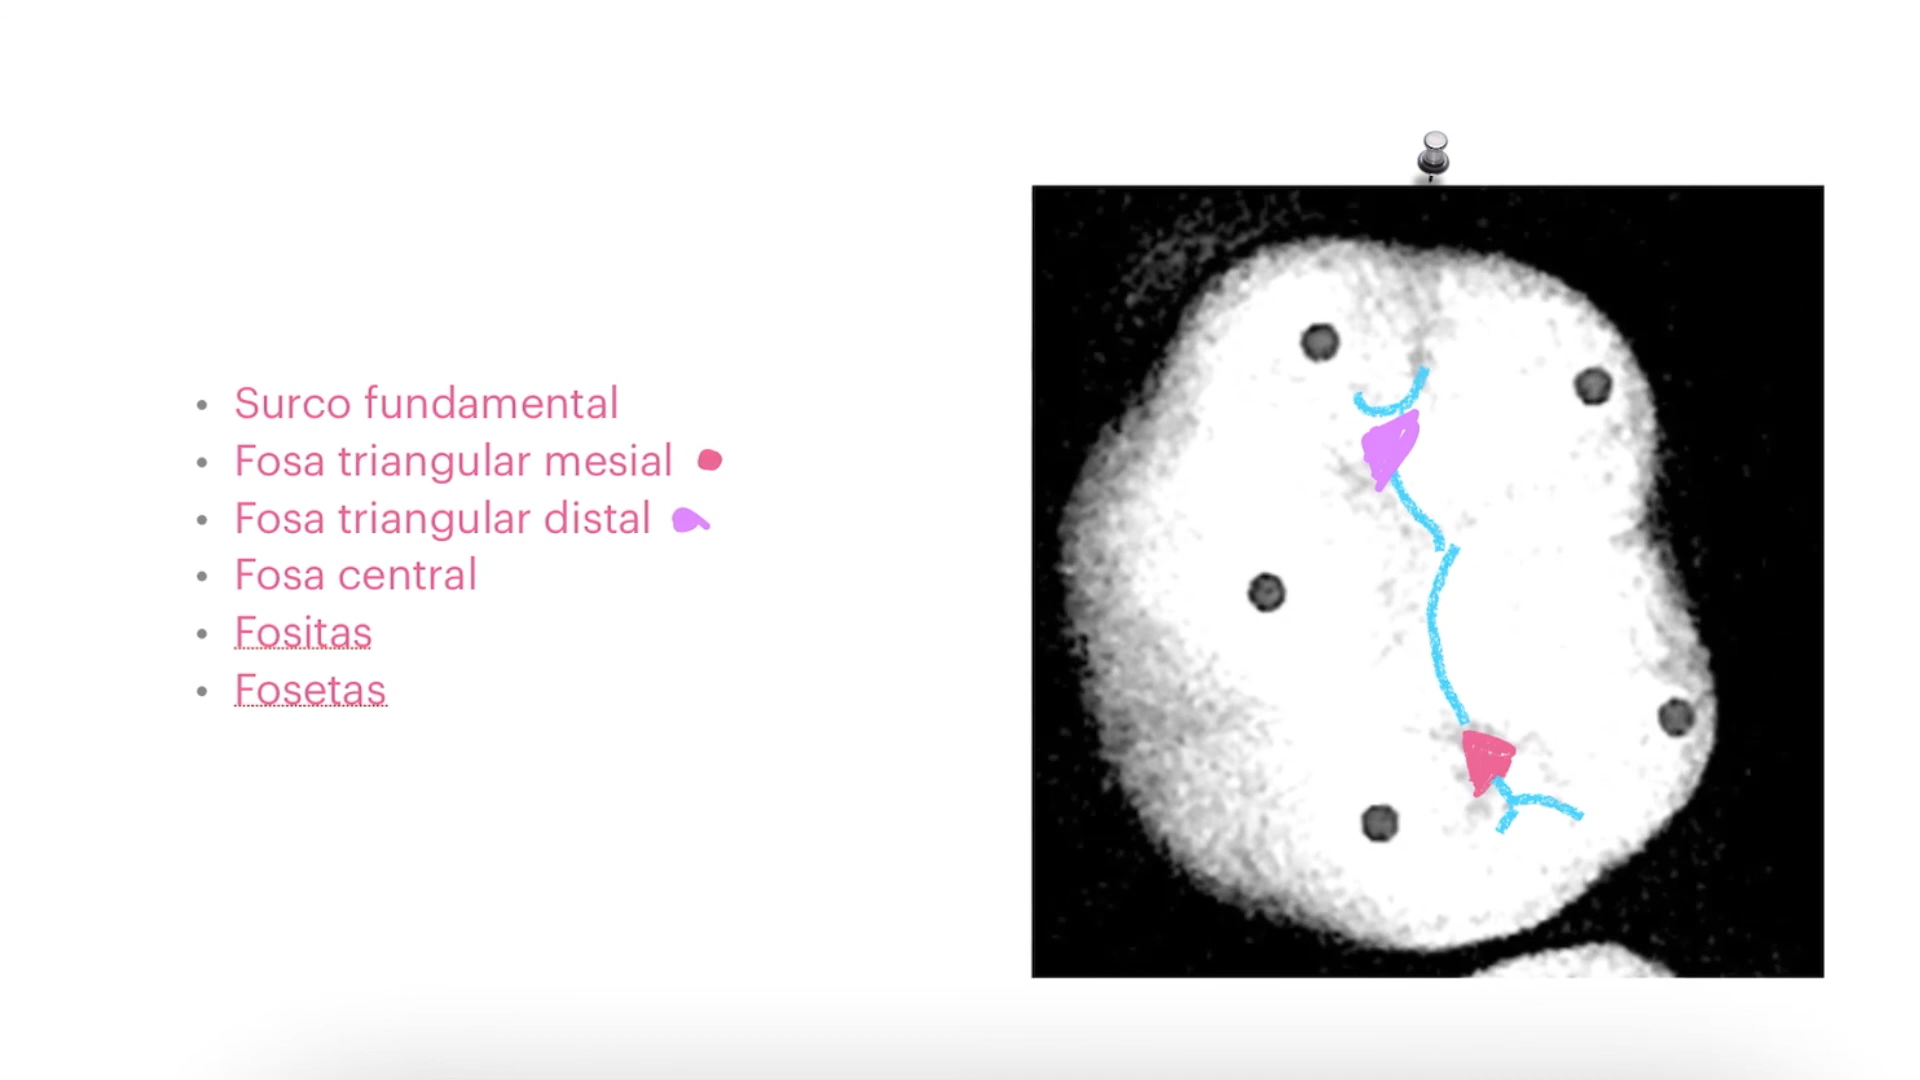 Surco fundamental
Fosa triangular mesial
Fosa triangular distal
Fosa central
Fositas
Fosetas